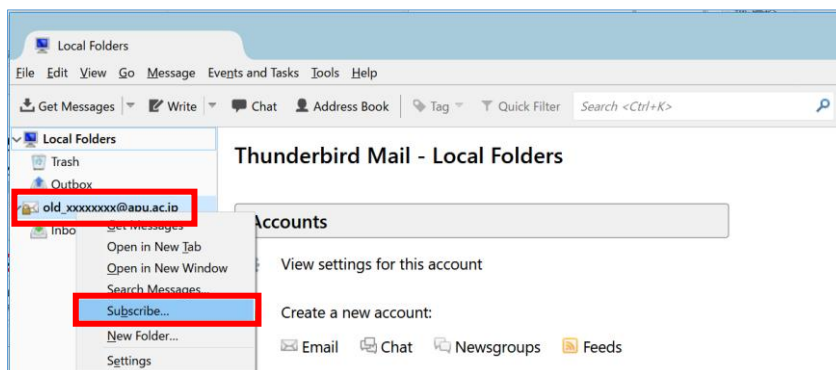 Local Folders
File Edit View Go Message Events and Tasks Tools Help
Get Messages Write Chat Address Book Tag Quick Filter Search <Ctrl+K>
Local Folders
Trash
Outbox
old_xxxxxxxx@apu.ac.jp
Inbo
Get Messages
Open in New Tab
Open in New Window
Search Messages...
Subscribe...
New Folder...
Settings
Thunderbird Mail - Local Folders
Accounts
View settings for this account
Create a new account:
Email Chat Newsgroups Feeds